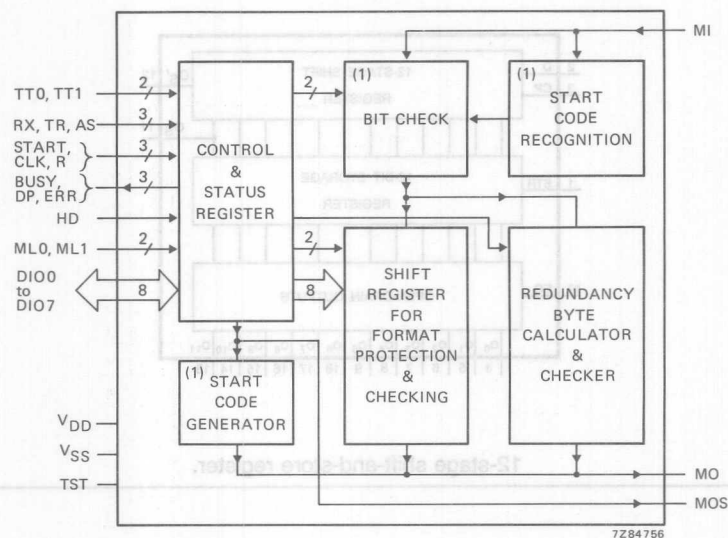 MI
TT0, TT1
2
RX, TR, AS
3
START,
CLK, R
3
BUSY,
DP, ERR
3
HD
ML0, ML1
2
DIO0
to
DIO7
8
VDD
VSS
TST
CONTROL
&
STATUS
REGISTER
2
2
8
(1)
BIT CHECK
(1)
START
CODE
RECOGNITION
SHIFT
REGISTER
FOR
FORMAT
PROTECTION
&
CHECKING
REDUNDANCY
BYTE
CALCULATOR
&
CHECKER
(1)
START
CODE
GENERATOR
MO
MOS
12-stage shift-and-store register.
7Z84756